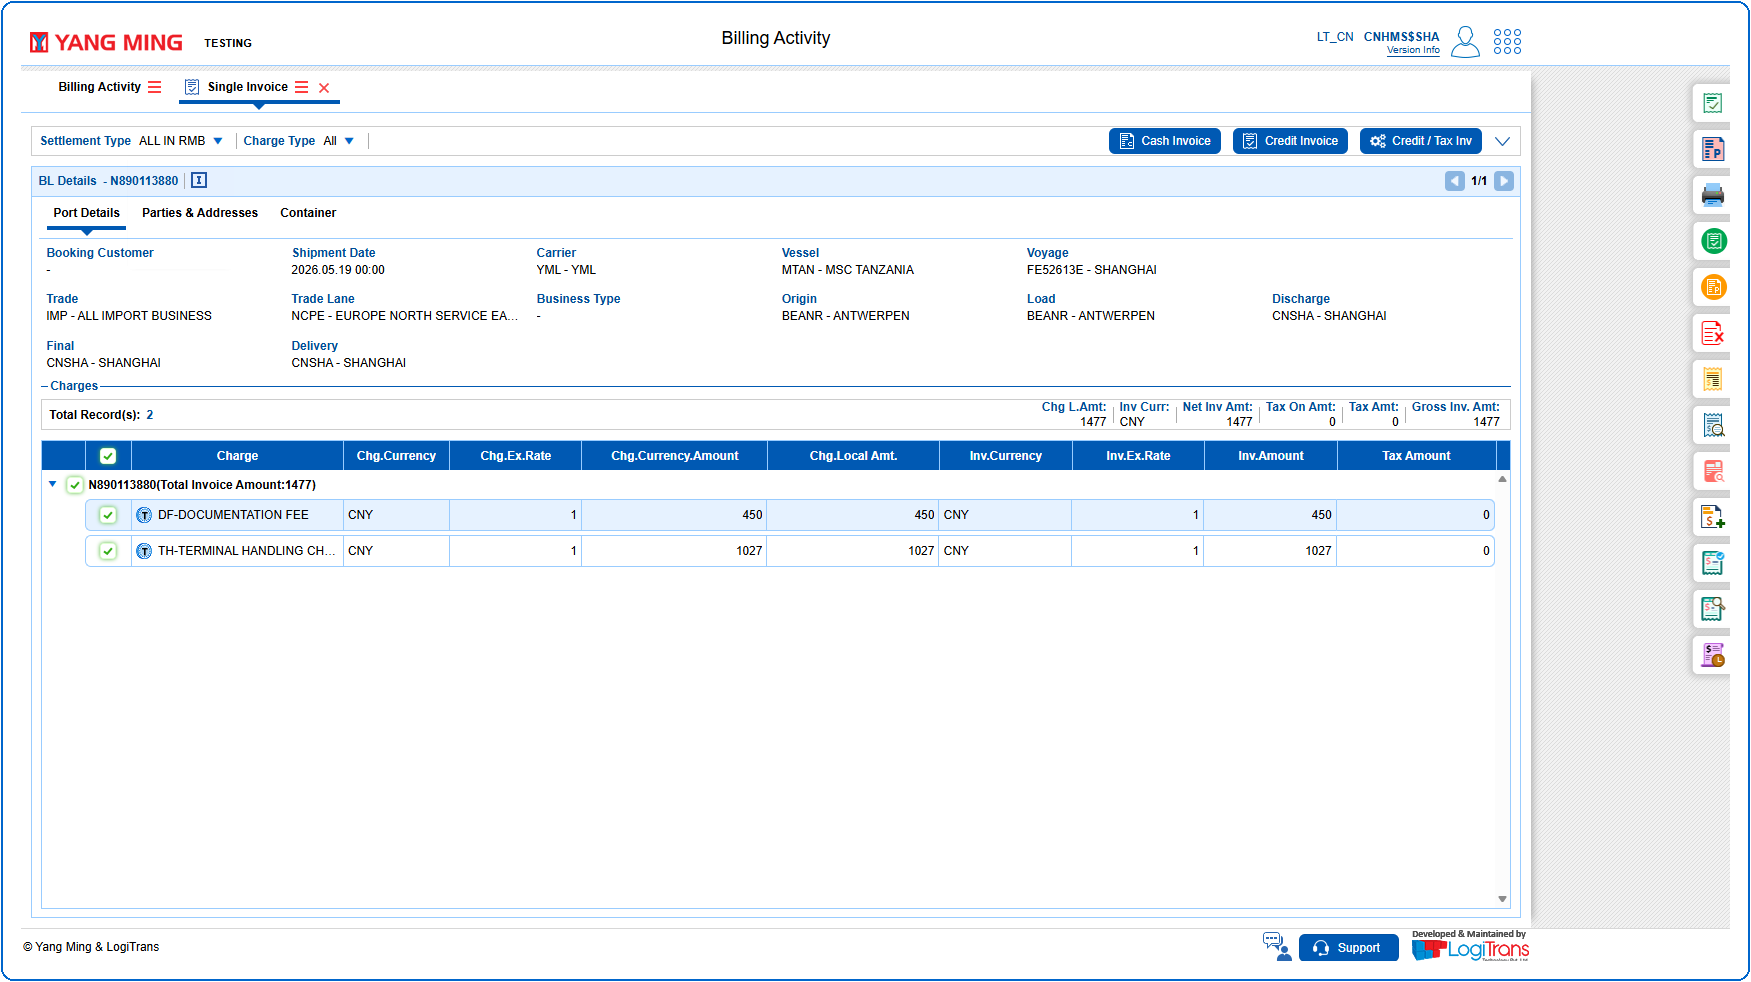 YANG MING TESTING
Billing Activity
LT_CN CNHMS$SHA
Version Info
Billing Activity
Single Invoice
Settlement Type ALL IN RMB
Charge Type All
Cash Invoice
Credit Invoice
Credit / Tax Inv
BL Details - N890113880
1/1
Port Details Parties & Addresses Container
Booking Customer Shipment Date Carrier Vessel Voyage
- 2026.05.19 00:00 YML - YML MTAN - MSC TANZANIA FE52613E - SHANGHAI
Trade Trade Lane Business Type Origin Load Discharge
IMP - ALL IMPORT BUSINESS NCPE - EUROPE NORTH SERVICE EA... - BEANR - ANTWERPEN BEANR - ANTWERPEN CNSHA - SHANGHAI
Final Delivery
CNSHA - SHANGHAI CNSHA - SHANGHAI
Charges
Total Record(s): 2
Chg L.Amt: Inv Curr: Net Inv Amt: Tax On Amt: Tax Amt: Gross Inv. Amt:
1477 CNY 1477 0 0 1477
Charge Chg.Currency Chg.Ex.Rate Chg.Currency.Amount Chg.Local Amt. Inv.Currency Inv.Ex.Rate Inv.Amount Tax Amount
N890113880(Total Invoice Amount:1477)
T DF-DOCUMENTATION FEE CNY 1 450 450 CNY 1 450 0
T TH-TERMINAL HANDLING CH... CNY 1 1027 1027 CNY 1 1027 0
© Yang Ming & LogiTrans
Support
Developed & Maintained by
LogiTrans